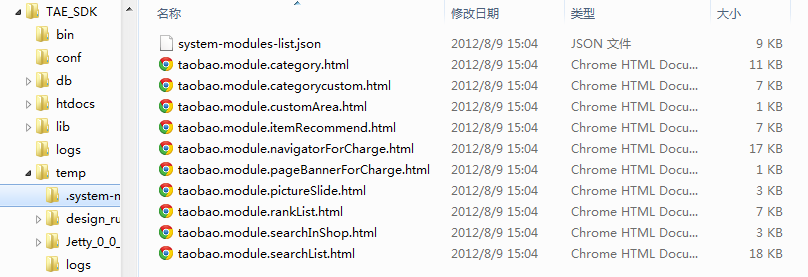 TAE_SDK
bin
conf
db
htdocs
lib
logs
temp
.system-m
design_ru
Jetty_0_0_
logs
名称 修改日期 类型 大小
system-modules-list.json 2012/8/9 15:04 JSON 文件 9 KB
taobao.module.category.html 2012/8/9 15:04 Chrome HTML Docu... 11 KB
taobao.module.categorycustom.html 2012/8/9 15:04 Chrome HTML Docu... 7 KB
taobao.module.customArea.html 2012/8/9 15:04 Chrome HTML Docu... 1 KB
taobao.module.itemRecommend.html 2012/8/9 15:04 Chrome HTML Docu... 7 KB
taobao.module.navigatorForCharge.html 2012/8/9 15:04 Chrome HTML Docu... 17 KB
taobao.module.pageBannerForCharge.html 2012/8/9 15:04 Chrome HTML Docu... 1 KB
taobao.module.pictureSlide.html 2012/8/9 15:04 Chrome HTML Docu... 3 KB
taobao.module.rankList.html 2012/8/9 15:04 Chrome HTML Docu... 7 KB
taobao.module.searchInShop.html 2012/8/9 15:04 Chrome HTML Docu... 3 KB
taobao.module.searchList.html 2012/8/9 15:04 Chrome HTML Docu... 18 KB